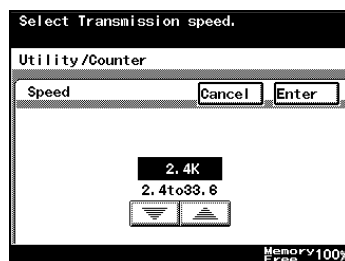 Select Transmission speed.
Utility/Counter
Speed Cancel Enter
2.4K
2.4to33.6
Memory 100%
Free